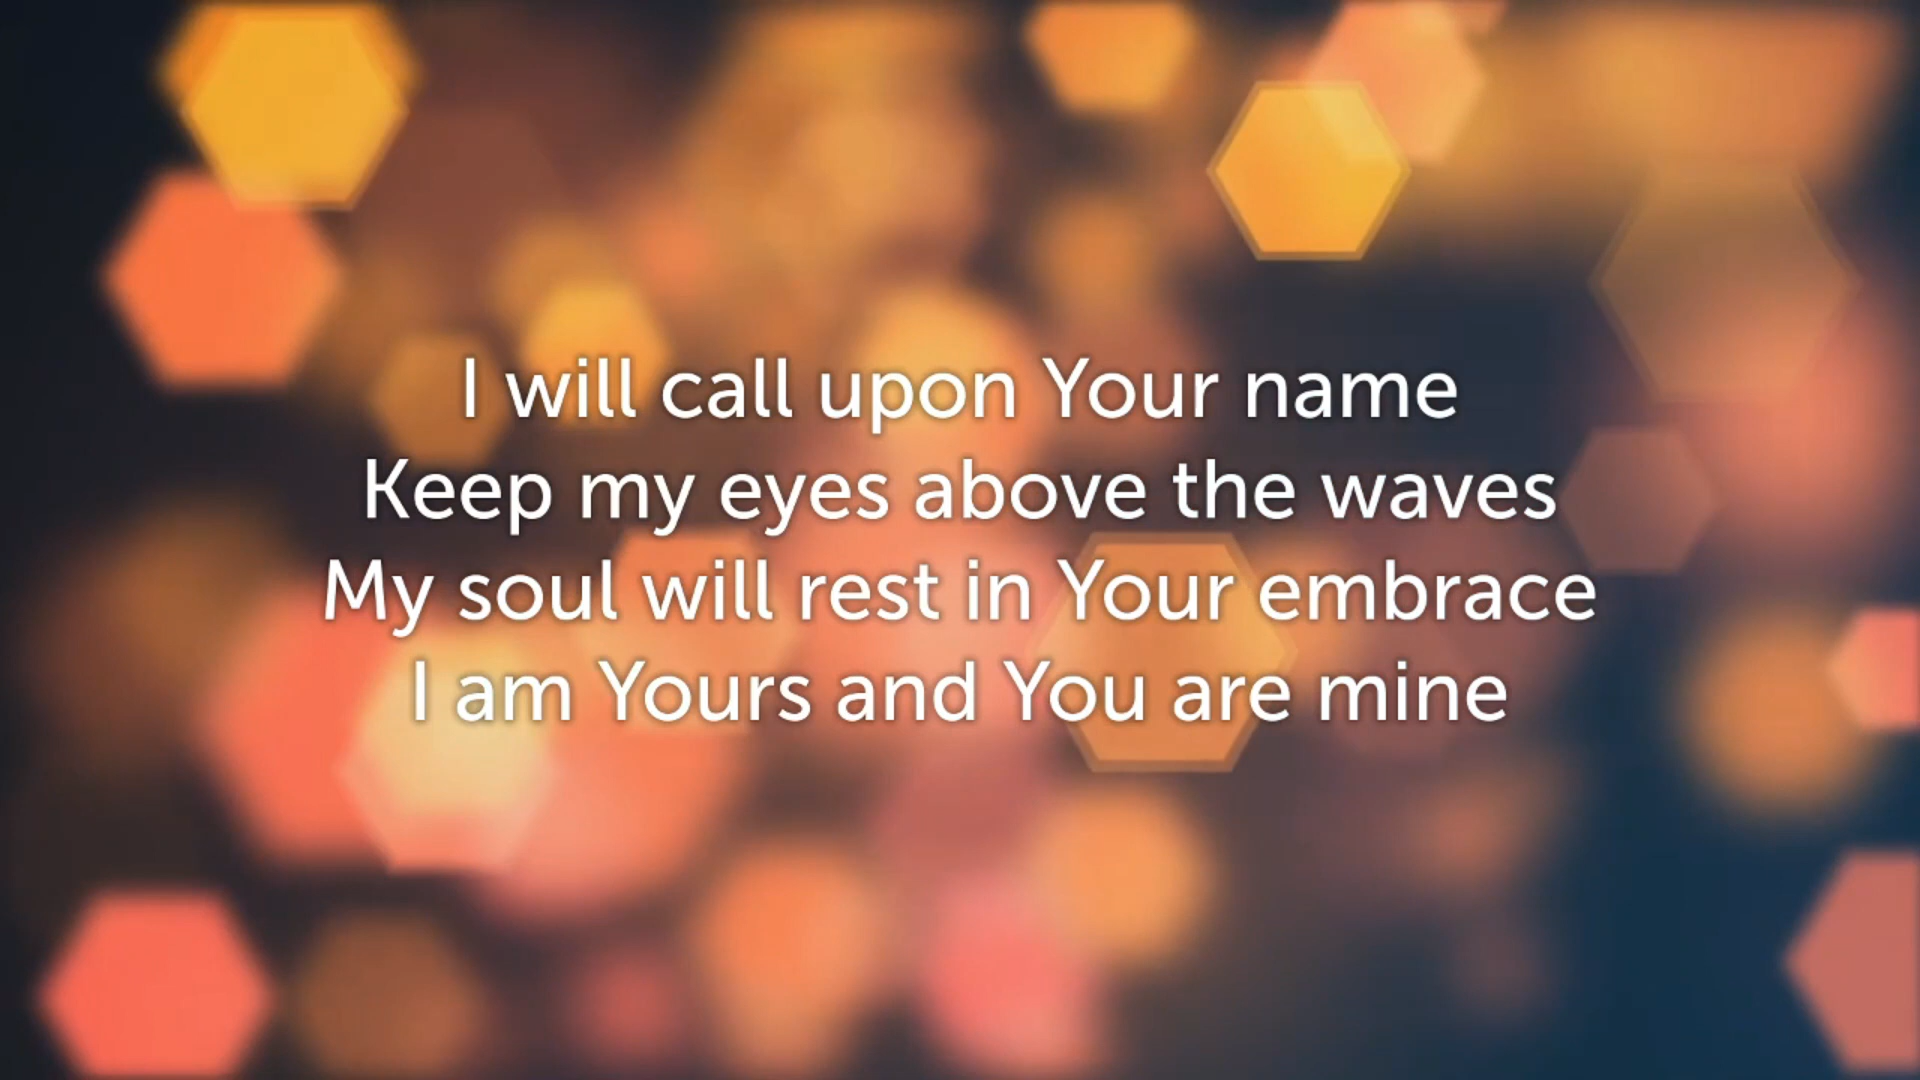 I will call upon Your name
Keep my eyes above the waves
My soul will rest in Your embrace
I am Yours and You are mine